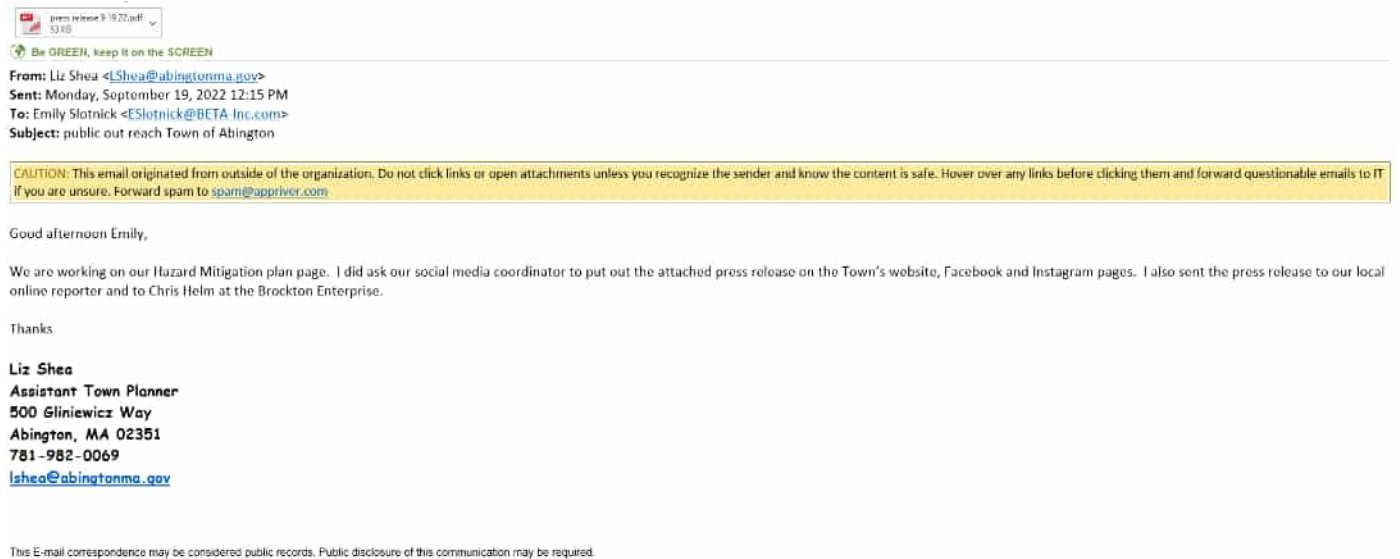 press release 9 19 22.pdf
53 KB
Be GREEN, keep it on the SCREEN
From: Liz Shea <LShea@abingtonma.gov>
Sent: Monday, September 19, 2022 12:15 PM
To: Emily Slotnick <ESlotnick@BETA-Inc.com>
Subject: public out reach Town of Abington
CAUTION: This email originated from outside of the organization. Do not click links or open attachments unless you recognize the sender and know the content is safe. Hover over any links before clicking them and forward questionable emails to IT
if you are unsure. Forward spam to spam@appriver.com
Good afternoon Emily,
We are working on our Hazard Mitigation plan page. I did ask our social media coordinator to put out the attached press release on the Town's website, Facebook and Instagram pages. I also sent the press release to our local
online reporter and to Chris Helm at the Brockton Enterprise.
Thanks
Liz Shea
Assistant Town Planner
500 Gliniewicz Way
Abington, MA 02351
781-982-0069
lshea@abingtonma.gov
This E-mail correspondence may be considered public records. Public disclosure of this communication may be required.